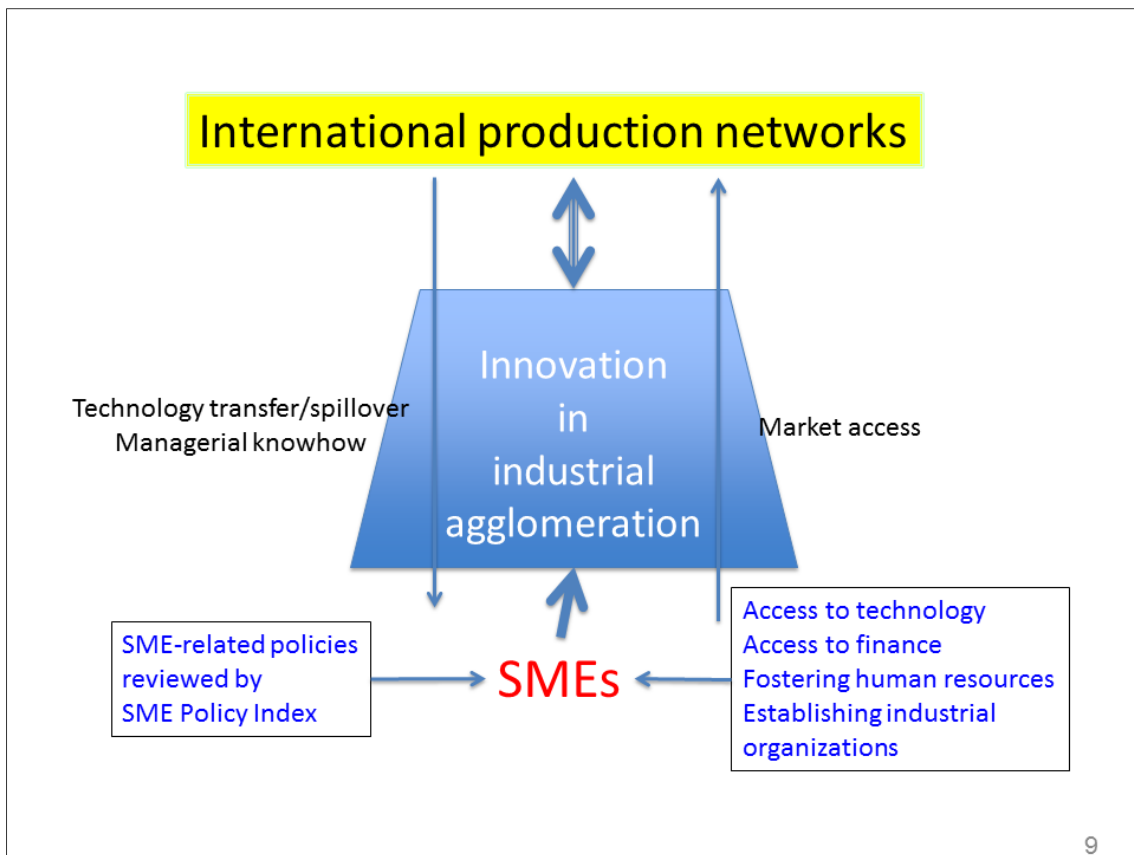 International production networks
Innovation
in
industrial
agglomeration
Technology transfer/spillover
Managerial knowhow
Market access
SME-related policies
reviewed by
SME Policy Index
SMEs
Access to technology
Access to finance
Fostering human resources
Establishing industrial
organizations
9